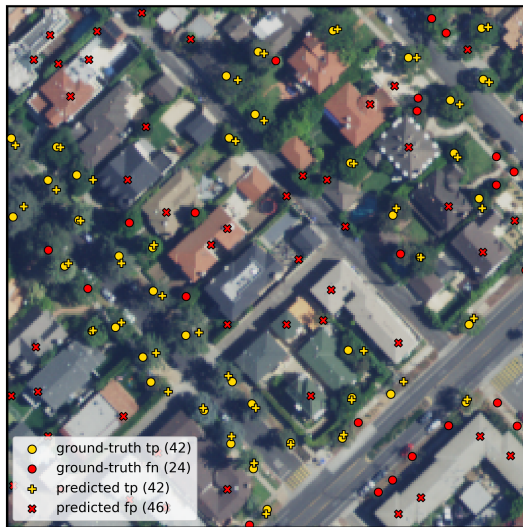 ground-truth tp (42)
ground-truth fn (24)
predicted tp (42)
predicted fp (46)